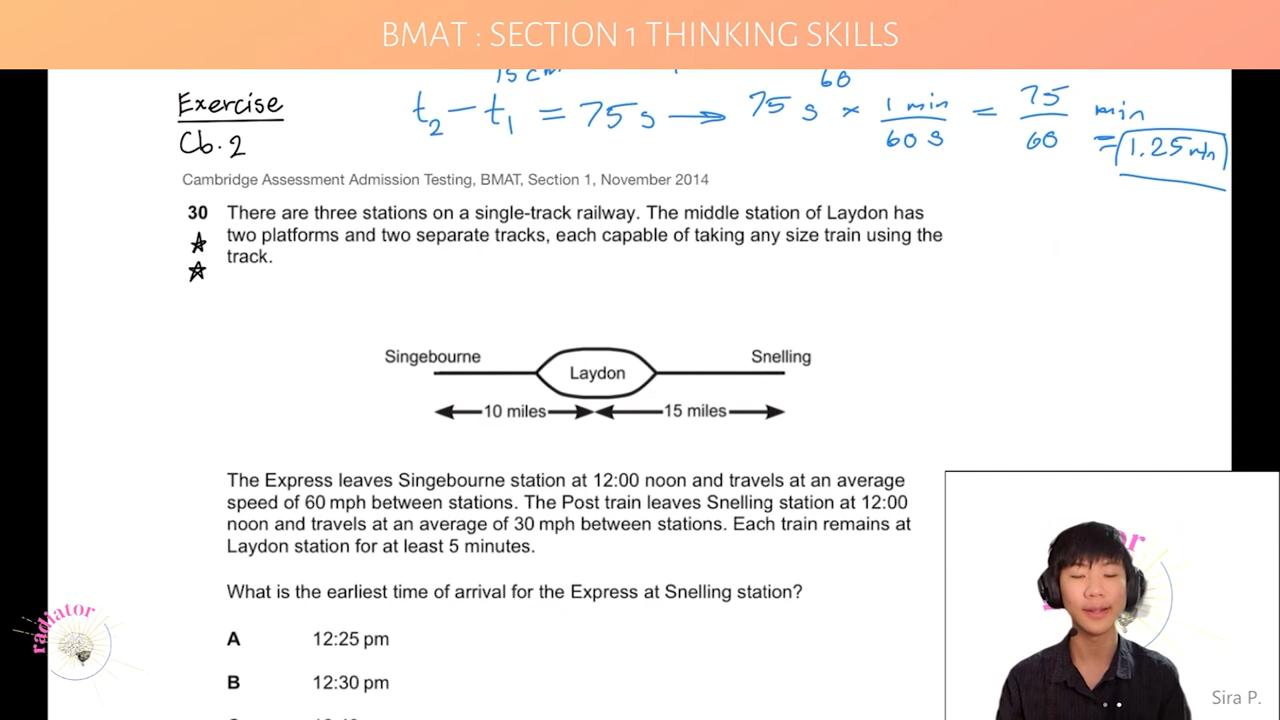 BMAT : SECTION 1 THINKING SKILLS
60
Exercise
Cb.2
t₂ - t₁ = 75 s → 75 s × 1 min / 60 s = 75 / 60 min
= 1.25 min
Cambridge Assessment Admission Testing, BMAT, Section 1, November 2014
30 There are three stations on a single-track railway. The middle station of Laydon has
two platforms and two separate tracks, each capable of taking any size train using the
track.
Singebourne
Snelling
Laydon
10 miles
15 miles
The Express leaves Singebourne station at 12:00 noon and travels at an average
speed of 60 mph between stations. The Post train leaves Snelling station at 12:00
noon and travels at an average of 30 mph between stations. Each train remains at
Laydon station for at least 5 minutes.
What is the earliest time of arrival for the Express at Snelling station?
A 12:25 pm
B 12:30 pm
radiator
Sira P.